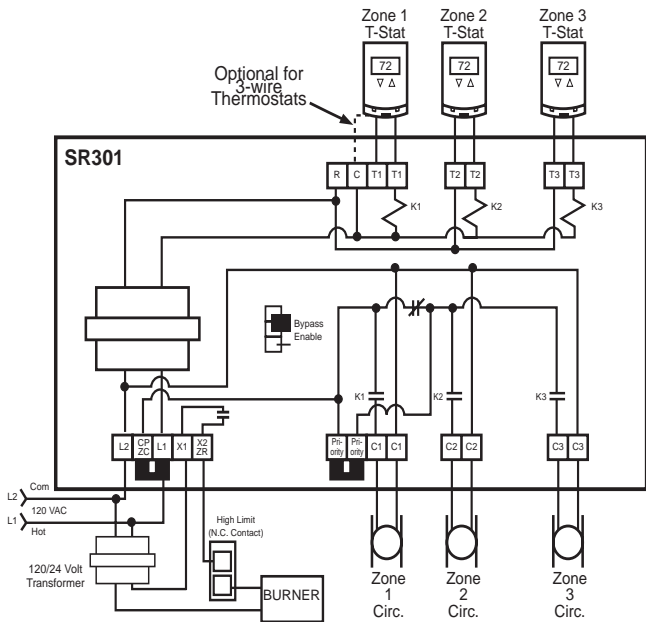 Zone 1
T-Stat
Zone 2
T-Stat
Zone 3
T-Stat
72
72
72
Optional for
3-wire
Thermostats
SR301
R
C
T1
T1
T2
T2
T3
T3
K1
K2
K3
Bypass
Enable
K1
K2
K3
L2
CP
ZC
L1
X1
X2
ZR
Pri-
ority
Pri-
ority
C1
C1
C2
C2
C3
C3
L2
Com
120 VAC
L1
Hot
High Limit
(N.C. Contact)
120/24 Volt
Transformer
BURNER
Zone
1
Circ.
Zone
2
Circ.
Zone
3
Circ.